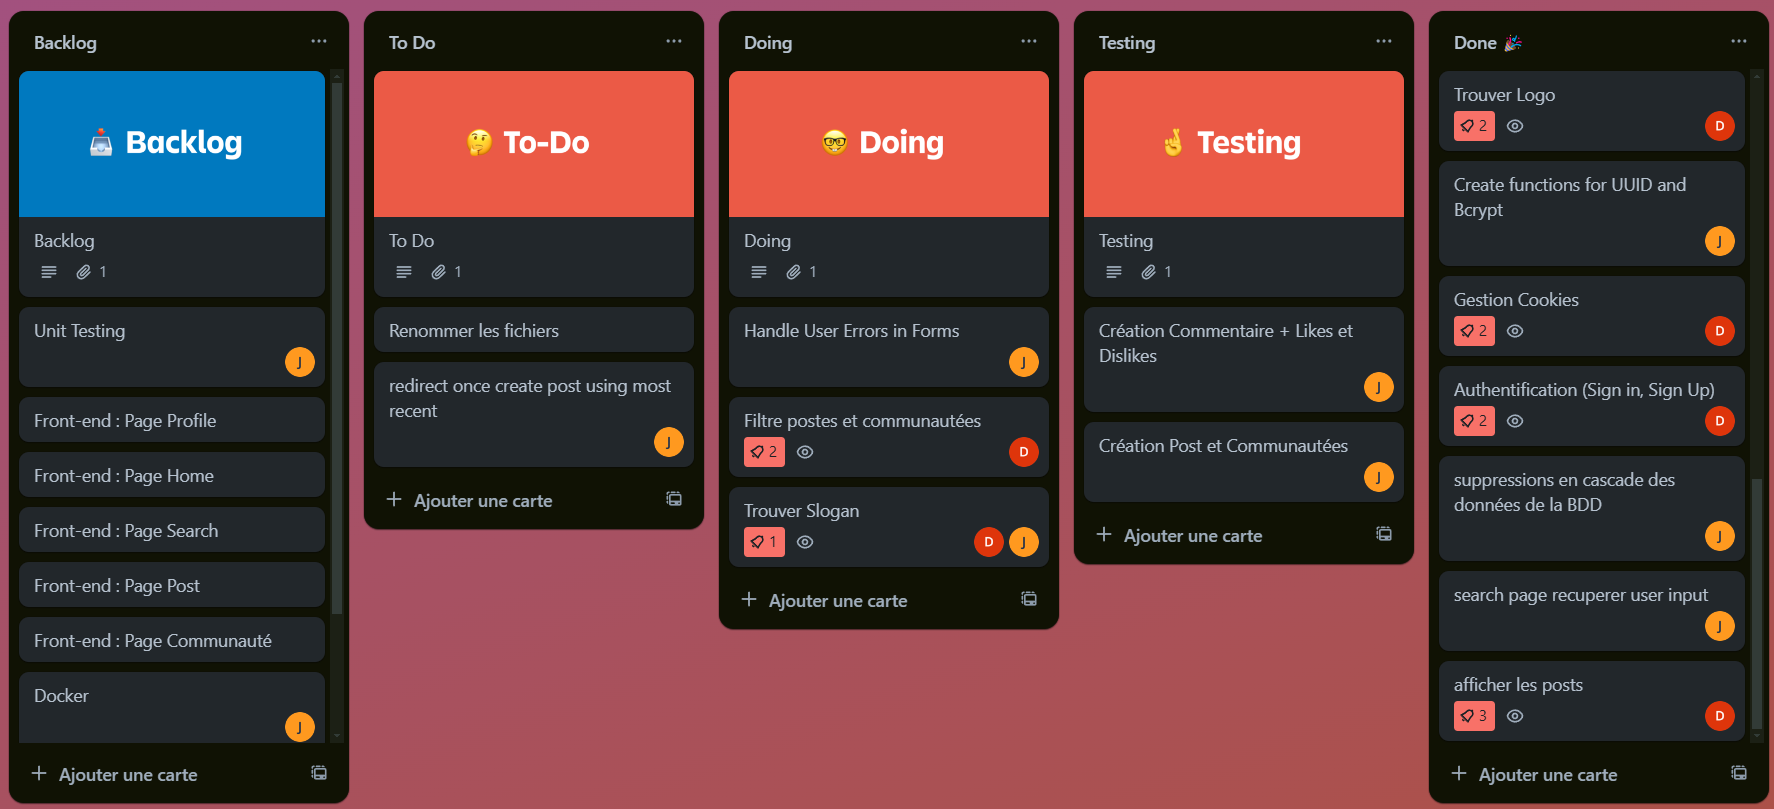 Backlog
Backlog
Backlog
1
Unit Testing
J
Front-end : Page Profile
Front-end : Page Home
Front-end : Page Search
Front-end : Page Post
Front-end : Page Communauté
Docker
J
Ajouter une carte
To Do
To-Do
To Do
1
Renommer les fichiers
redirect once create post using most
recent
J
Ajouter une carte
Doing
Doing
Doing
1
Handle User Errors in Forms
J
Filtre postes et communautées
2
D
Trouver Slogan
1
D J
Ajouter une carte
Testing
Testing
Testing
1
Création Commentaire + Likes et
Dislikes
J
Création Post et Communautées
J
Ajouter une carte
Done
Trouver Logo
2
D
Create functions for UUID and
Bcrypt
J
Gestion Cookies
2
D
Authentification (Sign in, Sign Up)
2
D
suppressions en cascade des
données de la BDD
J
search page recuperer user input
J
afficher les posts
3
D
Ajouter une carte